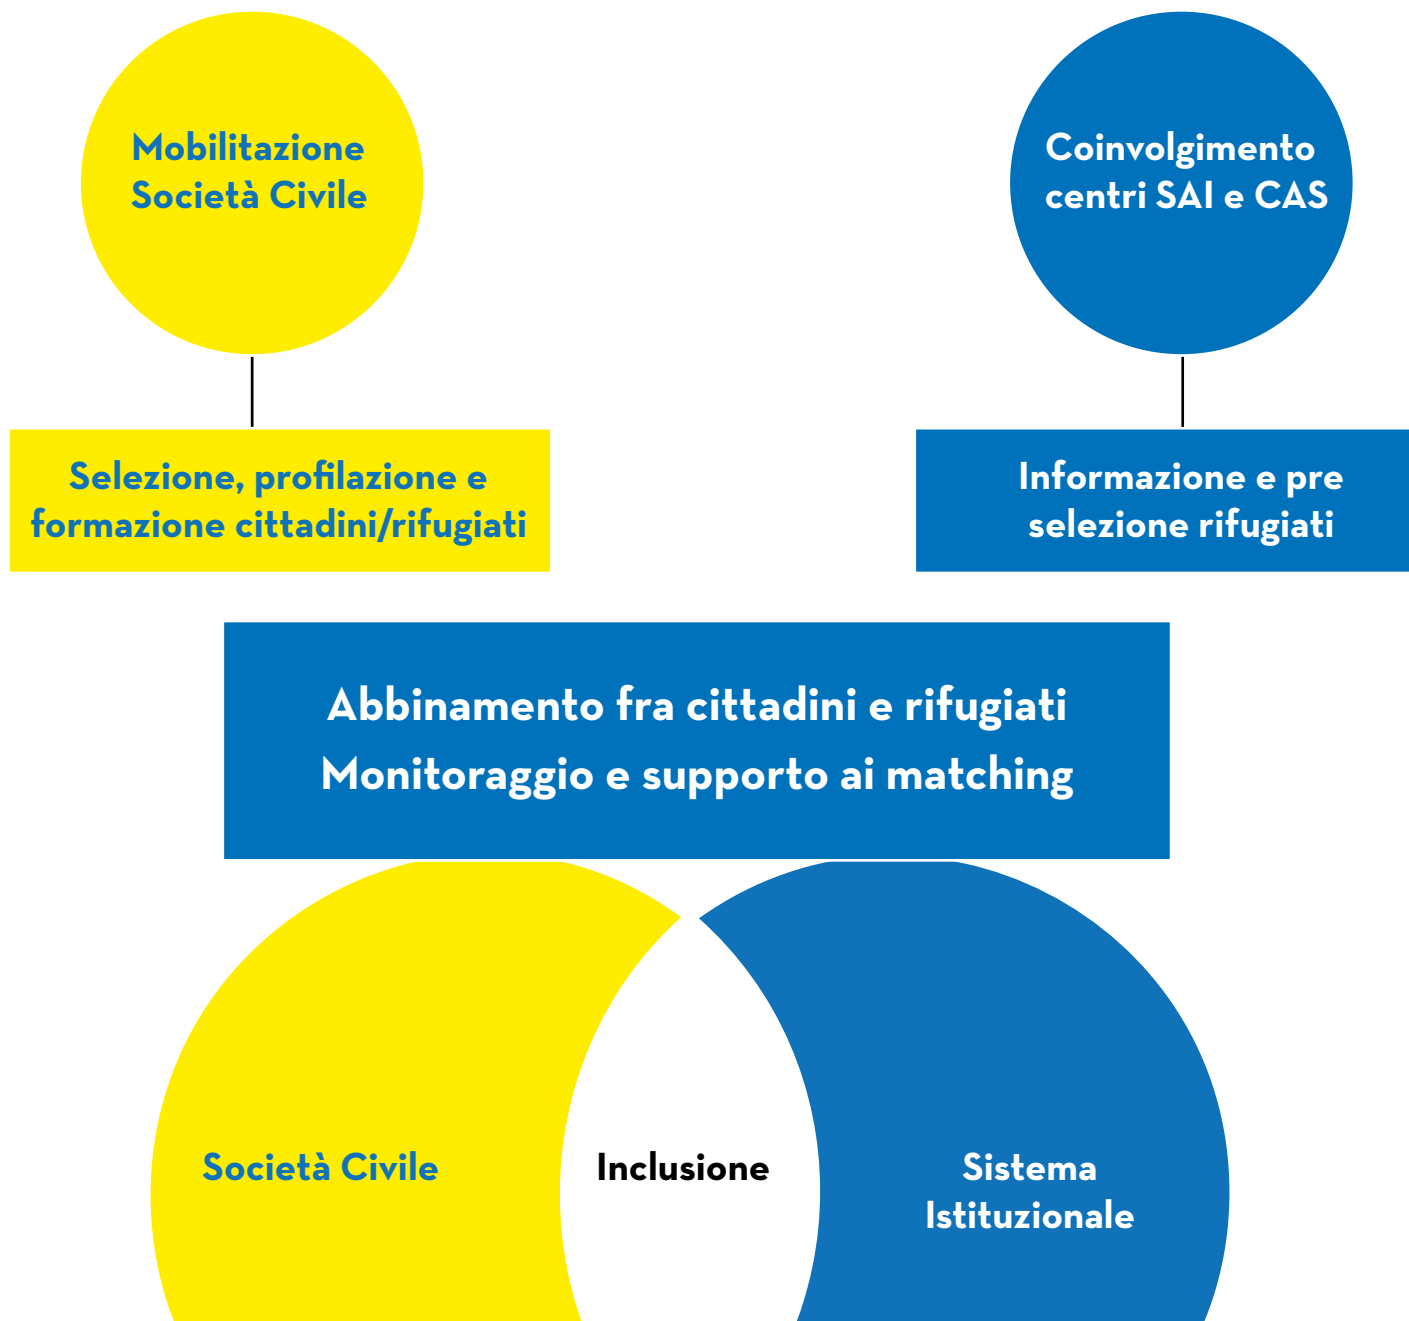 Mobilitazione
Società Civile
Coinvolgimento
centri SAI e CAS
Selezione, profilazione e
formazione cittadini/rifugiati
Informazione e pre
selezione rifugiati
Abbinamento fra cittadini e rifugiati
Monitoraggio e supporto ai matching
Società Civile
Inclusione
Sistema
Istituzionale